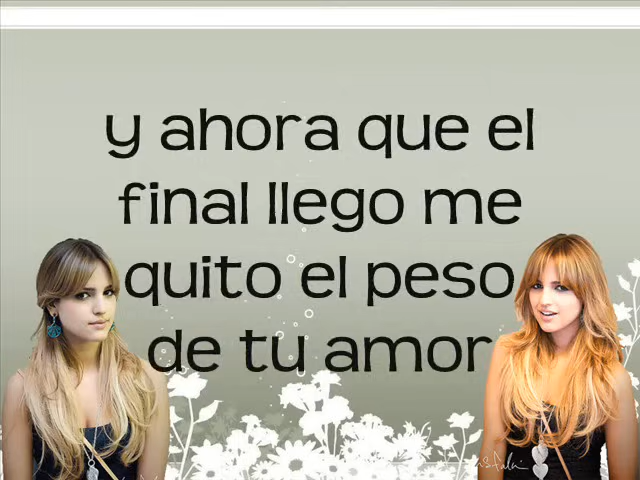 y ahora que el
final llego me
quito el peso
de tu amor